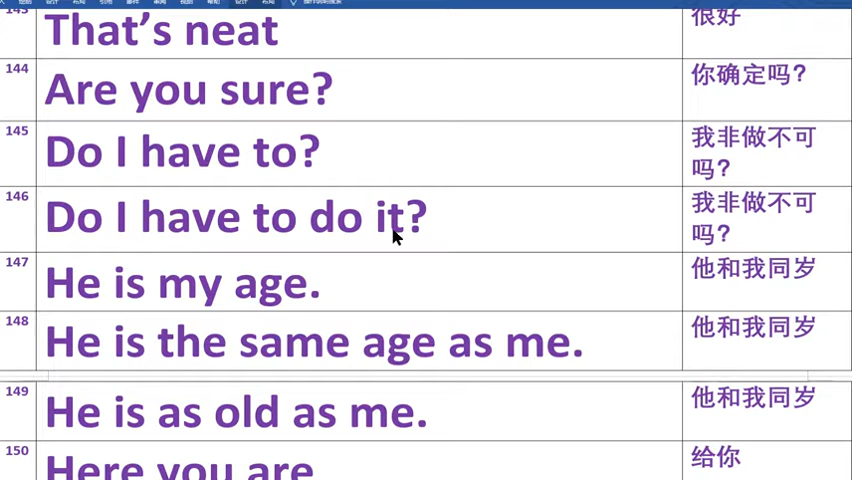 143 That's neat 很好
144 Are you sure? 你确定吗?
145 Do I have to? 我非做不可
吗?
146 Do I have to do it? 我非做不可
吗?
147 He is my age. 他和我同岁
148 He is the same age as me. 他和我同岁
149 He is as old as me. 他和我同岁
150 Here you are 给你